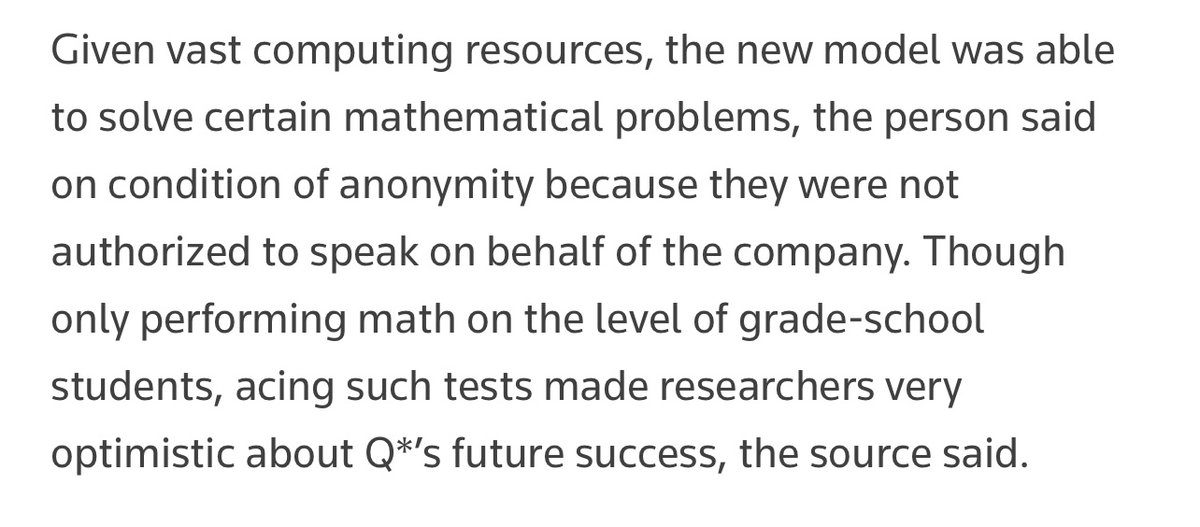 Given vast computing resources, the new model was able
to solve certain mathematical problems, the person said
on condition of anonymity because they were not
authorized to speak on behalf of the company. Though
only performing math on the level of grade-school
students, acing such tests made researchers very
optimistic about Q*’s future success, the source said.